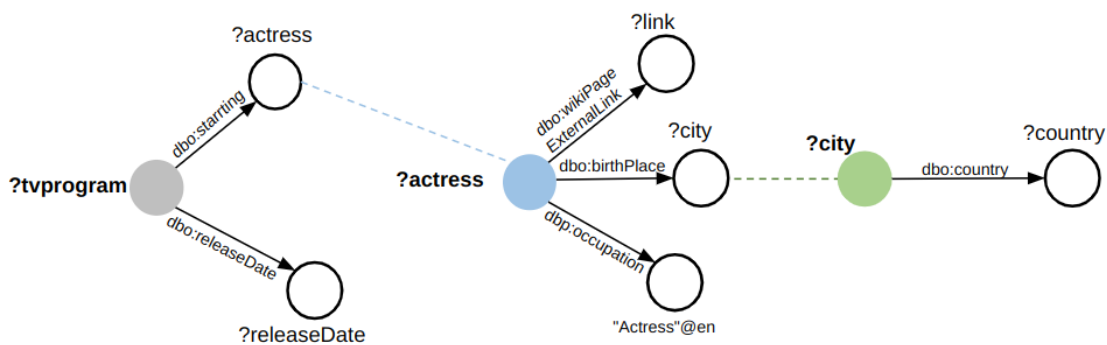 ?actress
?link
dbo:starrting
dbo:wikiPage
ExternalLink
?city
?city
?country
?tvprogram
?actress
dbo:birthPlace
dbo:country
dbo:releaseDate
dbp:occupation
?releaseDate
"Actress"@en